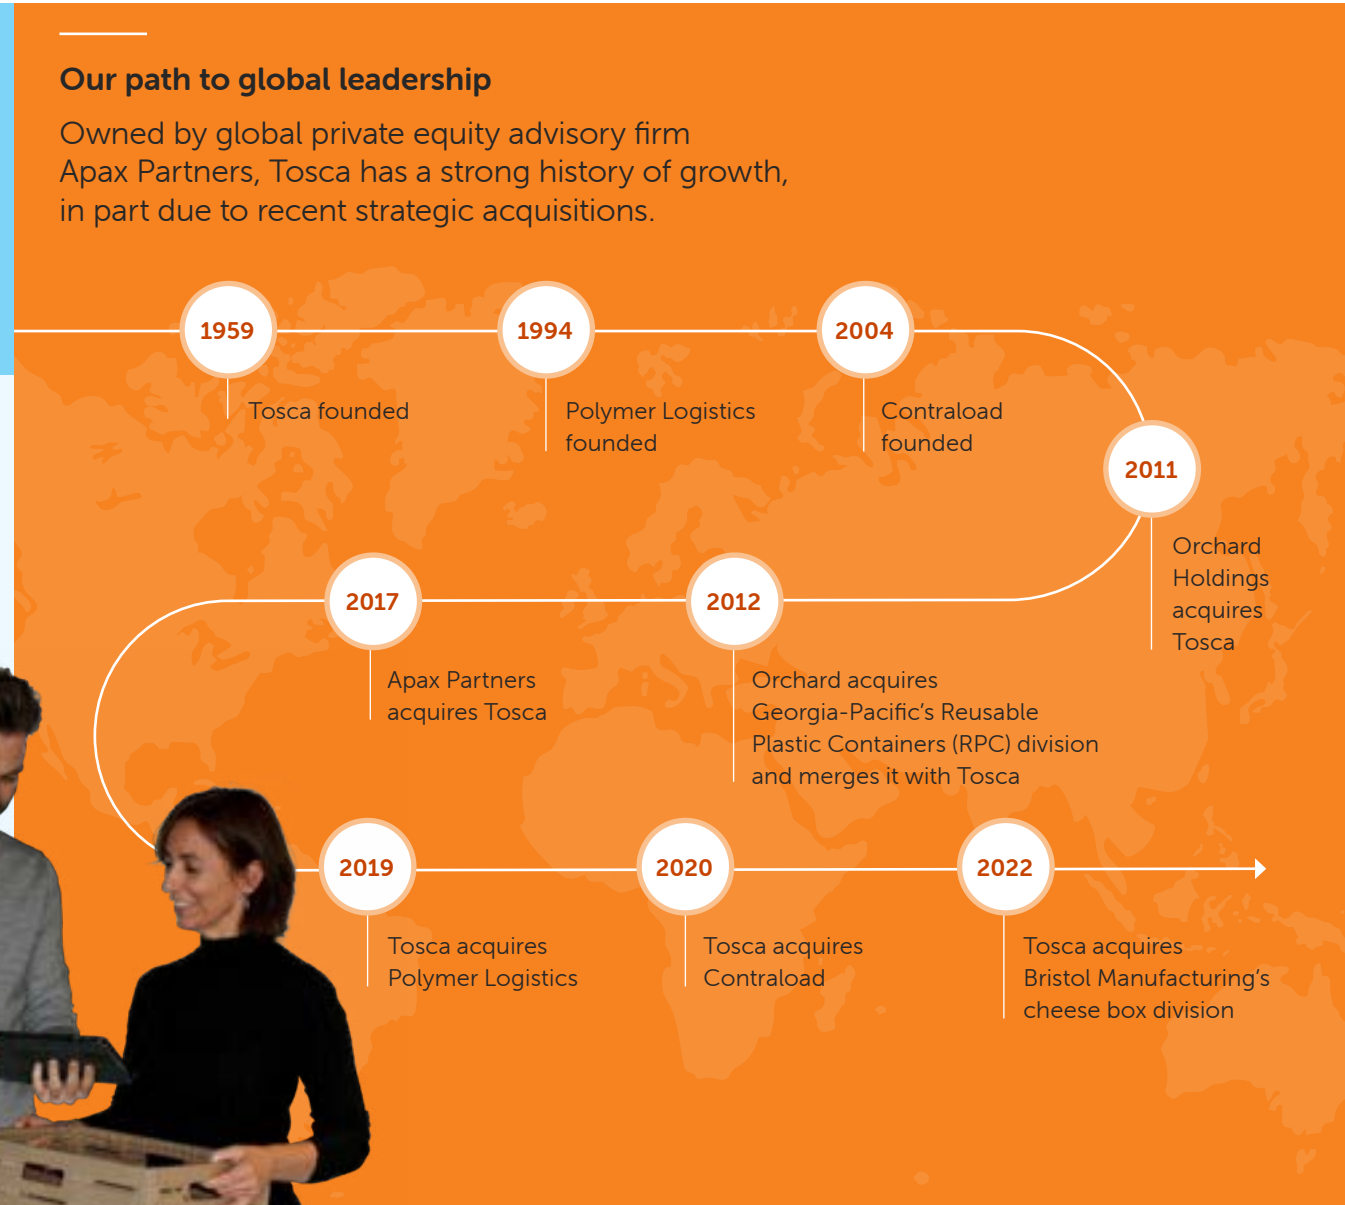 Our path to global leadership
Owned by global private equity advisory firm
Apax Partners, Tosca has a strong history of growth,
in part due to recent strategic acquisitions.
1959
Tosca founded
1994
Polymer Logistics
founded
2004
Contraload
founded
2011
Orchard
Holdings
acquires
Tosca
2012
Orchard acquires
Georgia-Pacific’s Reusable
Plastic Containers (RPC) division
and merges it with Tosca
2017
Apax Partners
acquires Tosca
2019
Tosca acquires
Polymer Logistics
2020
Tosca acquires
Contraload
2022
Tosca acquires
Bristol Manufacturing’s
cheese box division